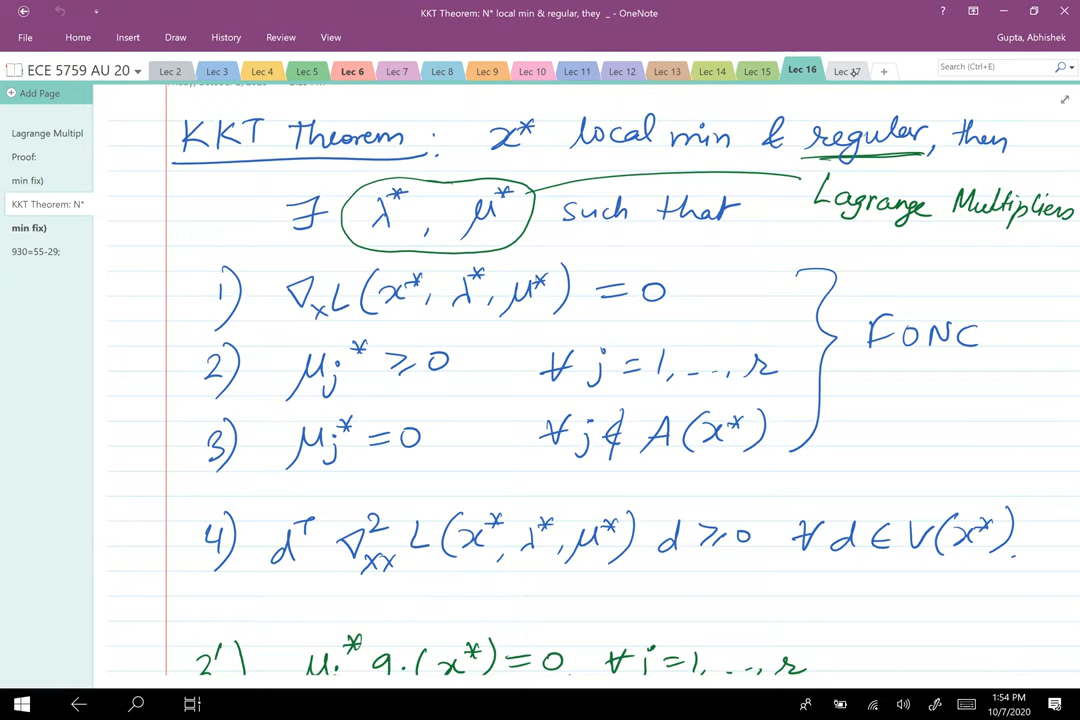 KKT Theorem: N* local min & regular, they _ - OneNote
File Home Insert Draw History Review View
Gupta, Abhishek
ECE 5759 AU 20
Lec 2 Lec 3 Lec 4 Lec 5 Lec 6 Lec 7 Lec 8 Lec 9 Lec 10 Lec 11 Lec 12 Lec 13 Lec 14 Lec 15 Lec 16 Lec 17
Search (Ctrl+E)
Add Page
Lagrange Multipl
Proof:
min fix)
KKT Theorem: N*
min fix)
930=55-29;
KKT Theorem: x* local min & regular, then
∃ λ*, μ* such that Lagrange Multipliers
1) ∇ₓL(x*, λ*, μ*) = 0
FONC
2) μj* ≥ 0 ∀ j = 1, ..., r
3) μj* = 0 ∀ j ∉ A(x*)
4) dᵀ ∇²ₓₓ L(x*, λ*, μ*) d ≥ 0 ∀ d ∈ V(x*).
2') = 0 ∀ j = 1, ..., r
1:54 PM
10/7/2020